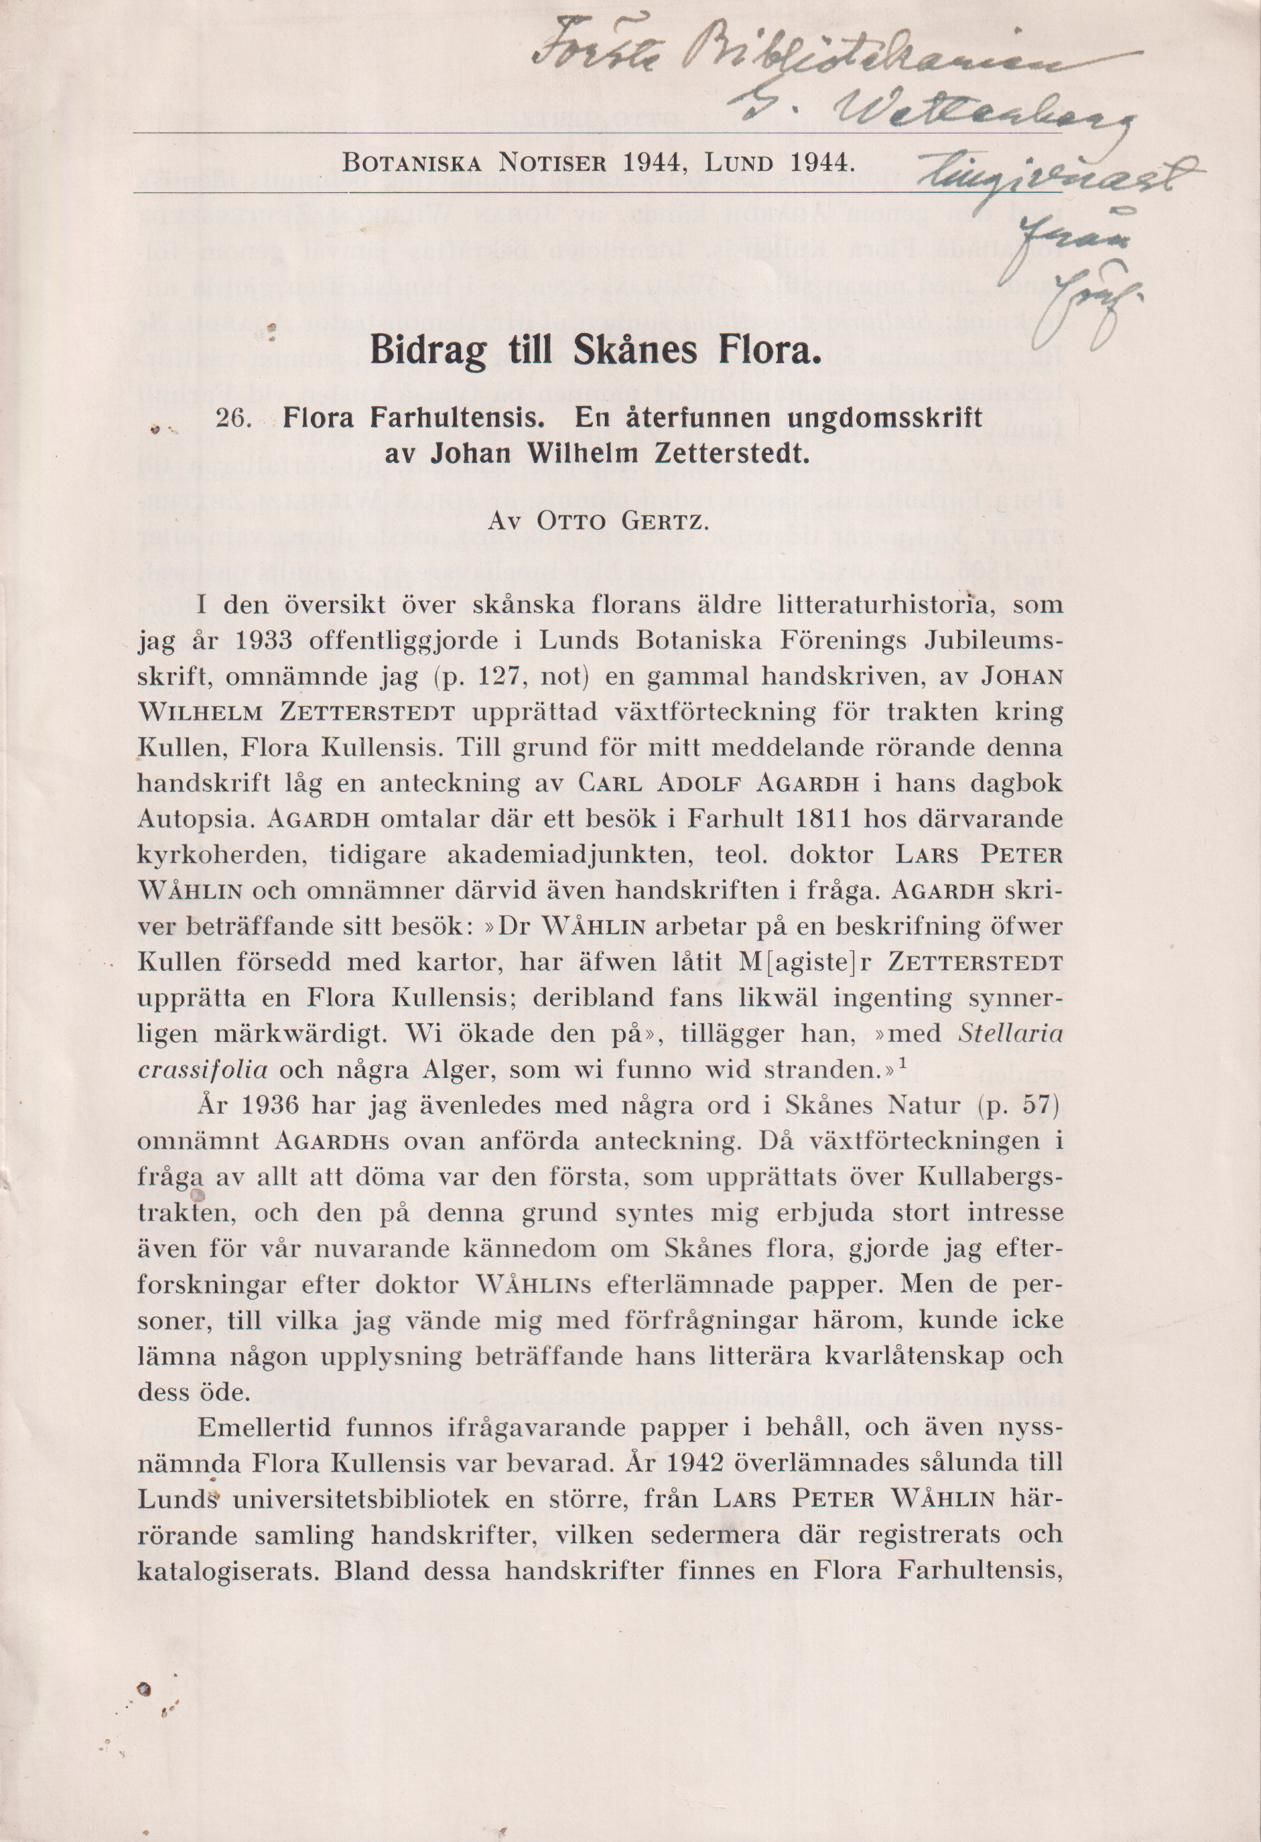 Förste Bibliotekarien
G. Wettenberg
från
Förf.
BOTANISKA NOTISER 1944, LUND 1944.
Bidrag till Skånes Flora.
26. Flora Farhultensis. En återfunnen ungdomsskrift
av Johan Wilhelm Zetterstedt.
AV OTTO GERTZ.
I den översikt över skånska florans äldre litteraturhistoria, som
jag år 1933 offentliggjorde i Lunds Botaniska Förenings Jubileums-
skrift, omnämnde jag (p. 127, not) en gammal handskriven, av JOHAN
WILHELM ZETTERSTEDT upprättad växtförteckning för trakten kring
Kullen, Flora Kullensis. Till grund för mitt meddelande rörande denna
handskrift låg en anteckning av CARL ADOLF AGARDH i hans dagbok
Autopsia. AGARDH omtalar där ett besök i Farhult 1811 hos därvarande
kyrkoherden, tidigare akademiadjunkten, teol. doktor LARS PETER
WÅHLIN och omnämner därvid även handskriften i fråga. AGARDH skri-
ver beträffande sitt besök: »Dr WÅHLIN arbetar på en beskrifning öfwer
Kullen försedd med kartor, har äfwen låtit M[agiste]r ZETTERSTEDT
upprätta en Flora Kullensis; deribland fans likwäl ingenting synner-
ligen märkwärdigt. Wi ökade den på», tillägger han, »med Stellaria
crassifolia och några Alger, som wi funno wid stranden.»¹
År 1936 har jag ävenledes med några ord i Skånes Natur (p. 57)
omnämnt AGARDHS ovan anförda anteckning. Då växtförteckningen i
fråga av allt att döma var den första, som upprättats över Kullabergs-
trakten, och den på denna grund syntes mig erbjuda stort intresse
även för vår nuvarande kännedom om Skånes flora, gjorde jag efter-
forskningar efter doktor WÅHLINS efterlämnade papper. Men de per-
soner, till vilka jag vände mig med förfrågningar härom, kunde icke
lämna någon upplysning beträffande hans litterära kvarlåtenskap och
dess öde.
Emellertid funnos ifrågavarande papper i behåll, och även nyss-
nämnda Flora Kullensis var bevarad. År 1942 överlämnades sålunda till
Lunds universitetsbibliotek en större, från LARS PETER WÅHLIN här-
rörande samling handskrifter, vilken sedermera där registrerats och
katalogiserats. Bland dessa handskrifter finnes en Flora Farhultensis,